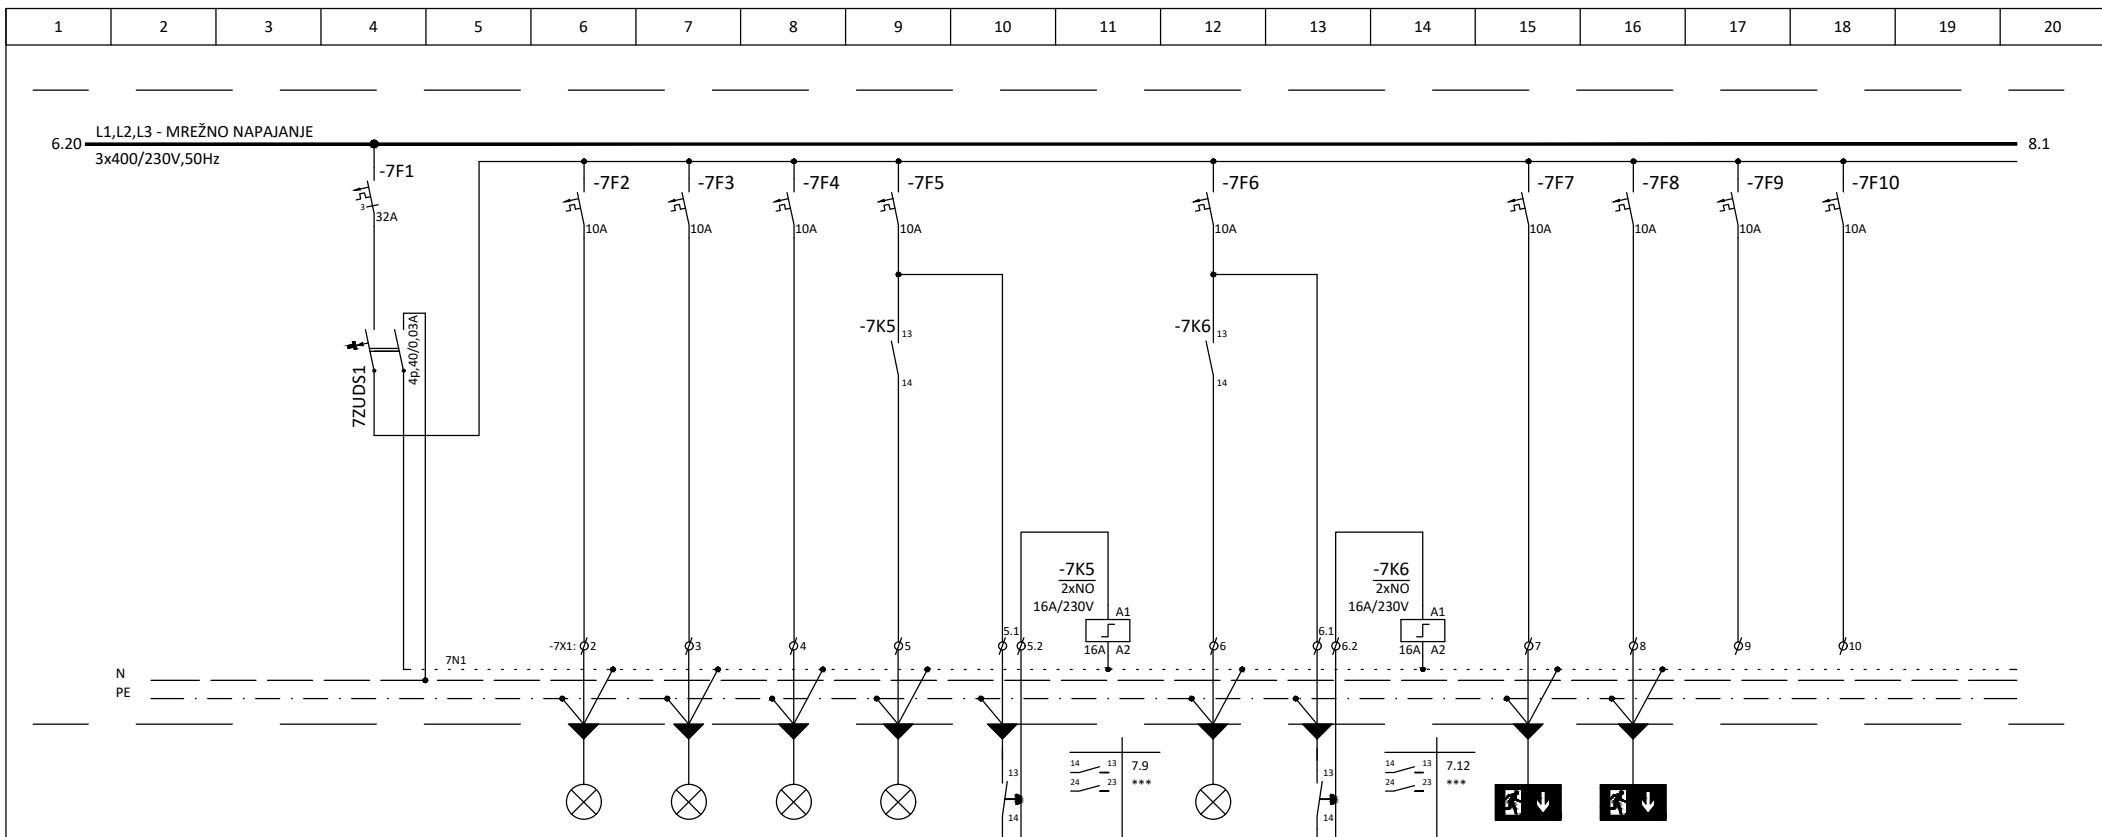 1 2 3 4 5 6 7 8 9 10 11 12 13 14 15 16 17 18 19 20
L1,L2,L3 - MREŽNO NAPAJANJE
6.20 8.1
3x400/230V,50Hz
-7F1
-7F2 -7F3 -7F4 -7F5 -7F6 -7F7 -7F8 -7F9 -7F10
3
32A
10A 10A 10A 10A 10A 10A 10A 10A 10A
7ZUDS1
4p,40/0,03A
-7K5 13
14
-7K6 13
14
-7K5
2xNO
16A/230V
A1
16A A2
-7K6
2xNO
16A/230V
A1
16A A2
-7X1: 2 3 4 5 5.1 5.2 6 6.1 6.2 7 8 9 10
7N1
N
PE
13
14
14 13 7.9
24 23 ***
13
14
14 13 7.12
24 23 ***